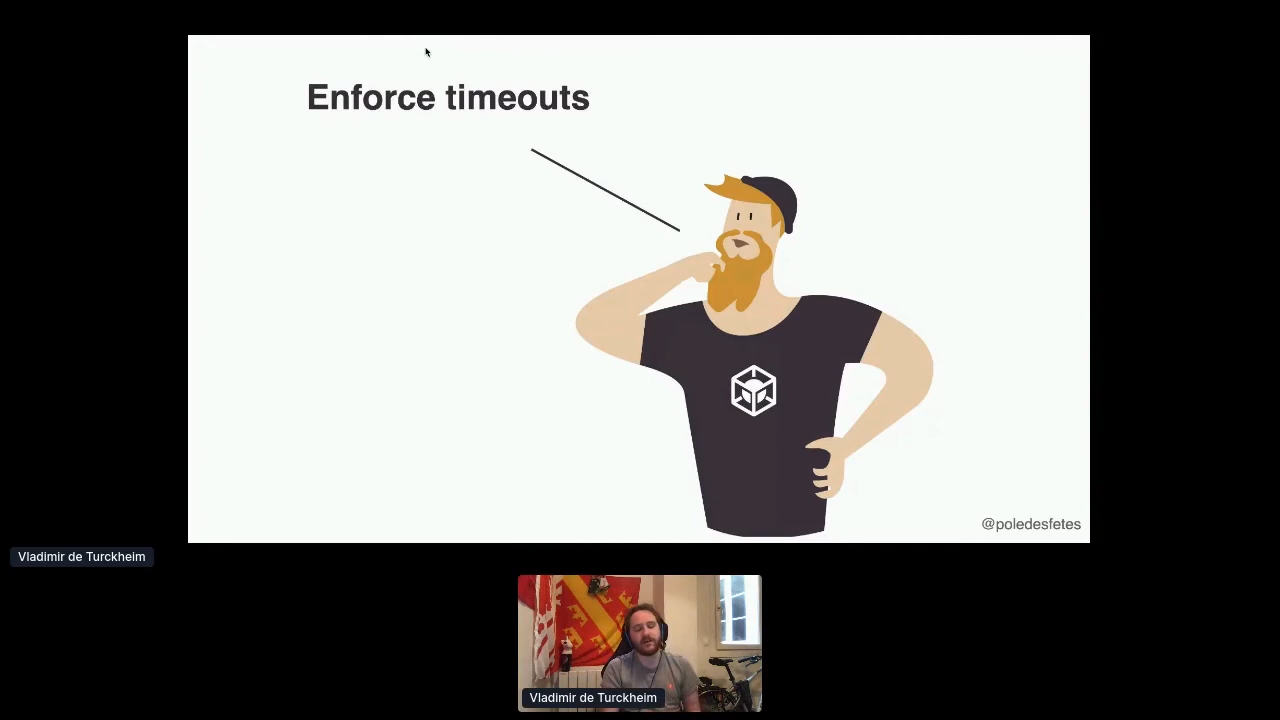 Enforce timeouts
@poledesfetes
Vladimir de Turckheim
Vladimir de Turckheim